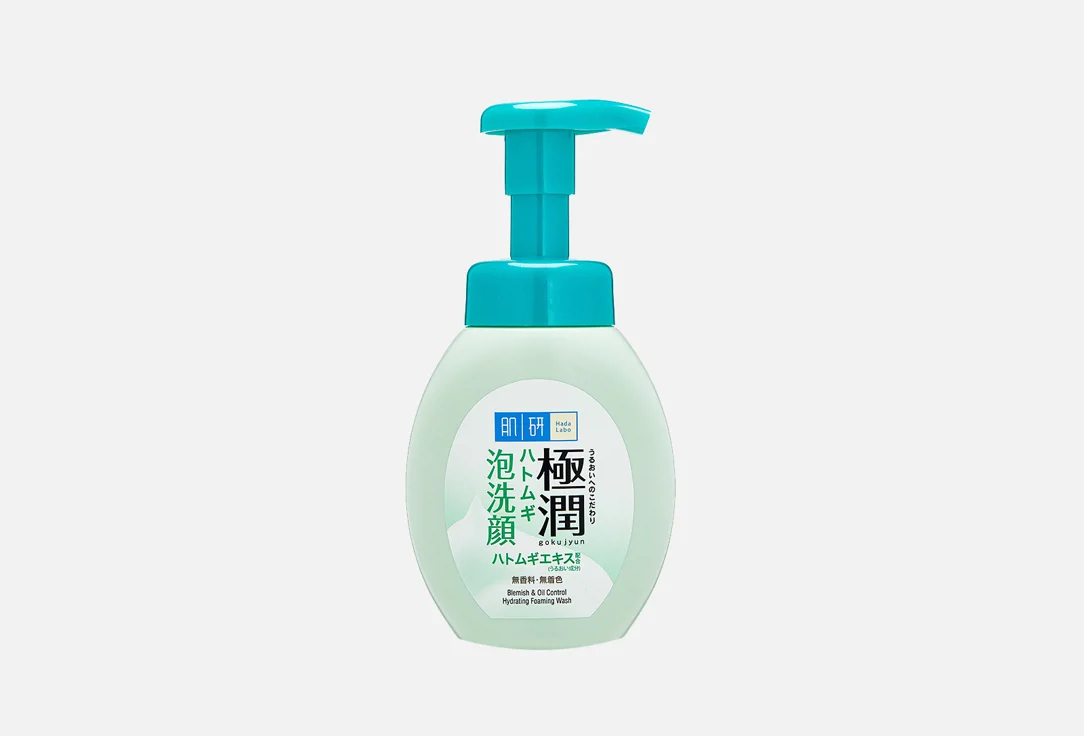 肌研
Hada
Labo
うるおいへのこだわり
極潤
gokujyun
ハトムギ
泡洗顔
ハトムギエキス配合
(うるおい成分)
無香料・無着色
Blemish & Oil Control
Hydrating Foaming Wash